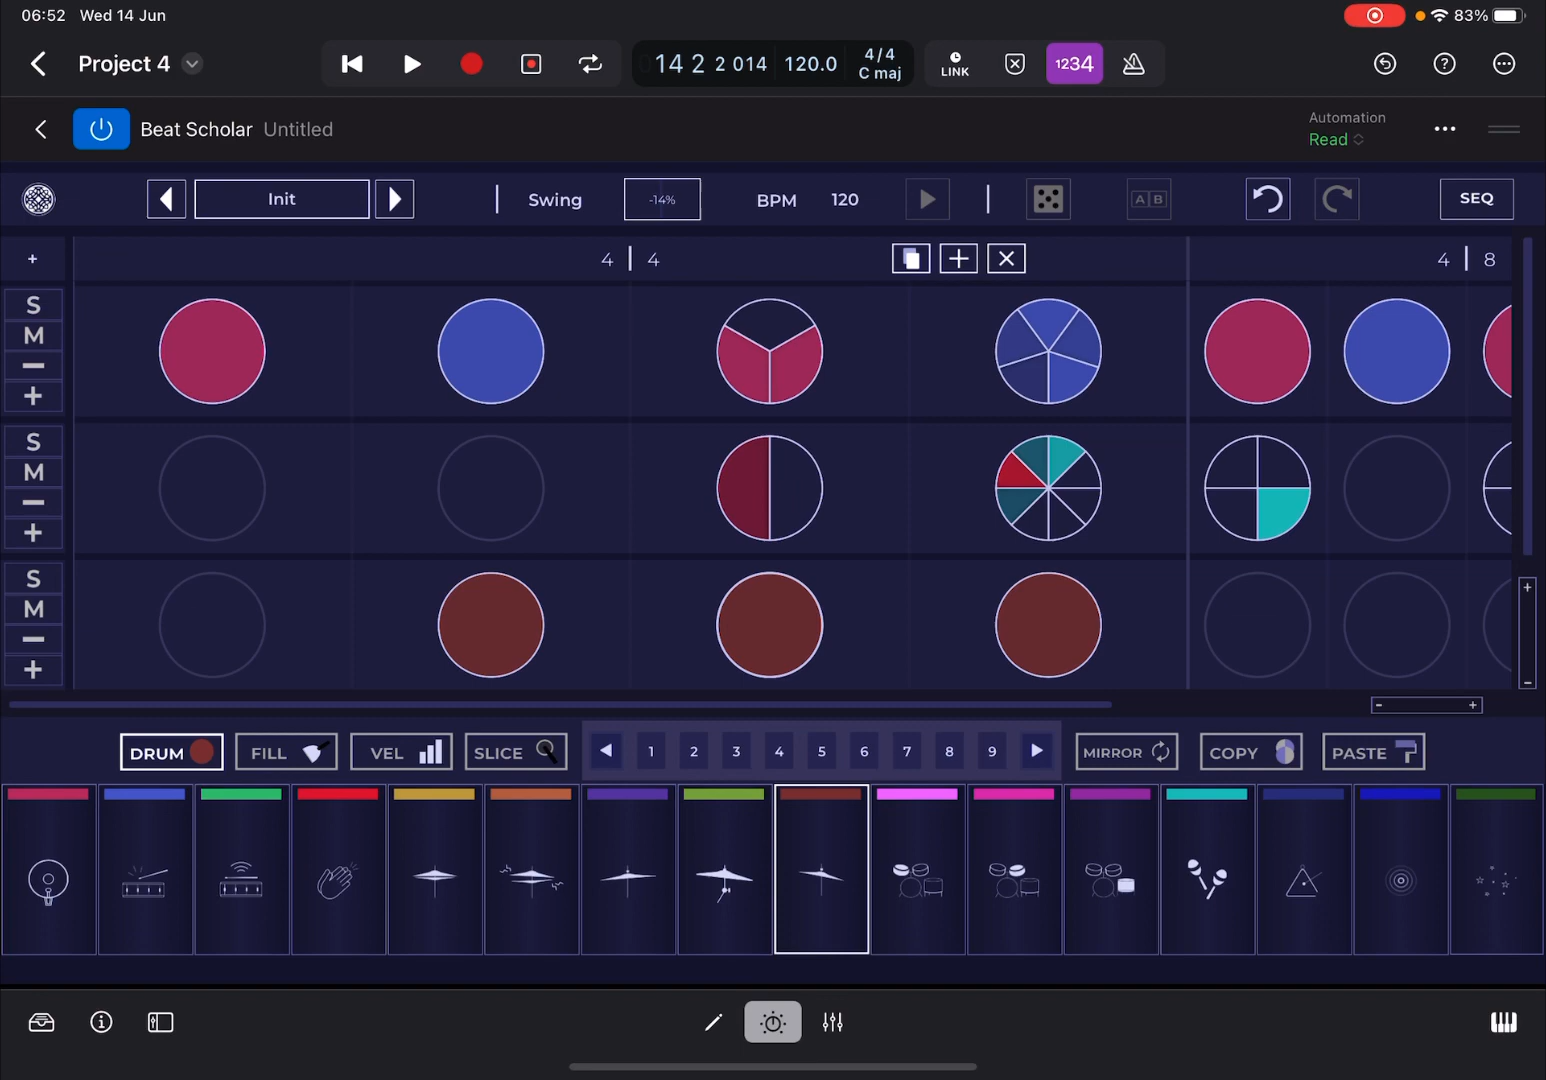 06:52 Wed 14 Jun 83%
Project 4 14 2 2 014 120.0 4/4 C maj LINK 1234
Beat Scholar Untitled Automation Read
Init Swing -14% BPM 120 A|B SEQ
+ 4 | 4 4 | 8
S
M
S
M
S
M
- +
+
-
DRUM FILL VEL SLICE 1 2 3 4 5 6 7 8 9 MIRROR COPY PASTE